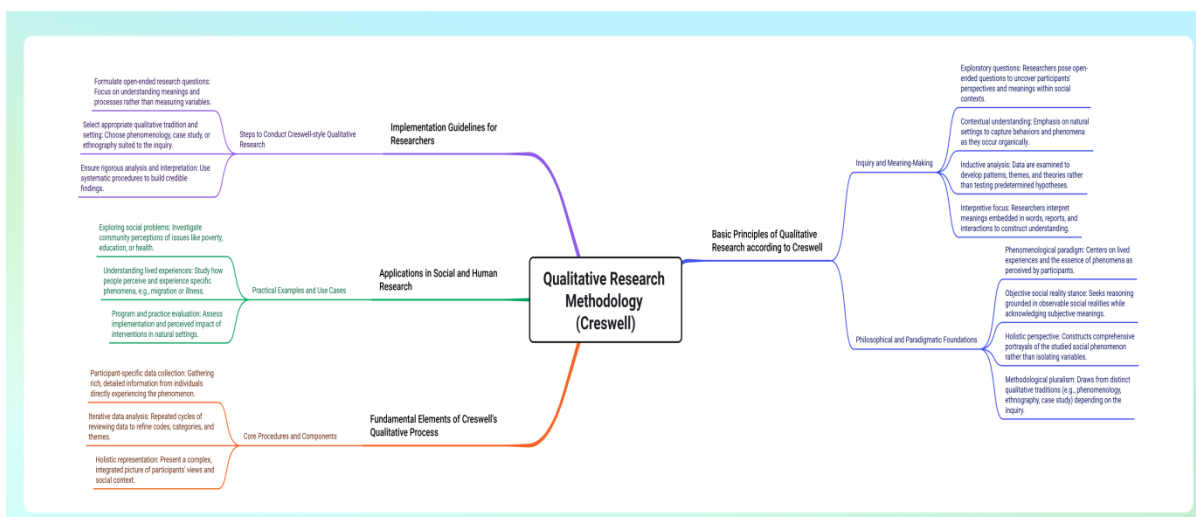 Qualitative Research
Methodology
(Creswell)
Implementation Guidelines for
Researchers
Steps to Conduct Creswell-style Qualitative
Research
Formulate open-ended research questions:
Focus on understanding meanings and
processes rather than measuring variables.
Select appropriate qualitative tradition and
setting: Choose phenomenology, case study, or
ethnography suited to the inquiry.
Ensure rigorous analysis and interpretation: Use
systematic procedures to build credible
findings.
Applications in Social and Human
Research
Practical Examples and Use Cases
Exploring social problems: Investigate
community perceptions of issues like poverty,
education, or health.
Understanding lived experiences: Study how
people perceive and experience specific
phenomena, e.g., migration or illness.
Program and practice evaluation: Assess
implementation and perceived impact of
interventions in natural settings.
Fundamental Elements of Creswell's
Qualitative Process
Core Procedures and Components
Participant-specific data collection: Gathering
rich, detailed information from individuals
directly experiencing the phenomenon.
Iterative data analysis: Repeated cycles of
reviewing data to refine codes, categories, and
themes.
Holistic representation: Present a complex,
integrated picture of participants' views and
social context.
Basic Principles of Qualitative
Research according to Creswell
Inquiry and Meaning-Making
Exploratory questions: Researchers pose open-
ended questions to uncover participants'
perspectives and meanings within social
contexts.
Contextual understanding: Emphasis on natural
settings to capture behaviors and phenomena
as they occur organically.
Inductive analysis: Data are examined to
develop patterns, themes, and theories rather
than testing predetermined hypotheses.
Interpretive focus: Researchers interpret
meanings embedded in words, reports, and
interactions to construct understanding.
Philosophical and Paradigmatic Foundations
Phenomenological paradigm: Centers on lived
experiences and the essence of phenomena as
perceived by participants.
Objective social reality stance: Seeks reasoning
grounded in observable social realities while
acknowledging subjective meanings.
Holistic perspective: Constructs comprehensive
portrayals of the studied social phenomenon
rather than isolating variables.
Methodological pluralism: Draws from distinct
qualitative traditions (e.g., phenomenology,
ethnography, case study) depending on the
inquiry.